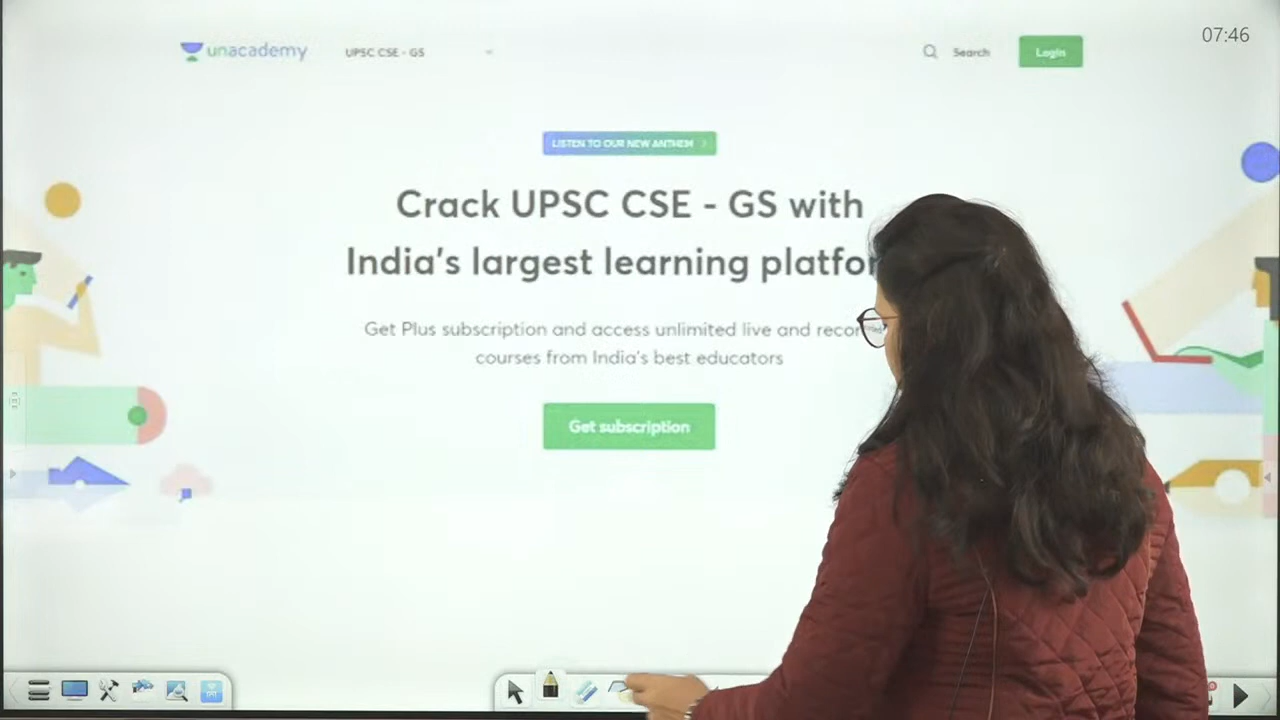 unacademy
UPSC CSE - GS
Search
Login
07:46
LISTEN TO OUR NEW ANTHEM
Crack UPSC CSE - GS with
India's largest learning platfor
Get Plus subscription and access unlimited live and recor
courses from India's best educators
Get subscription